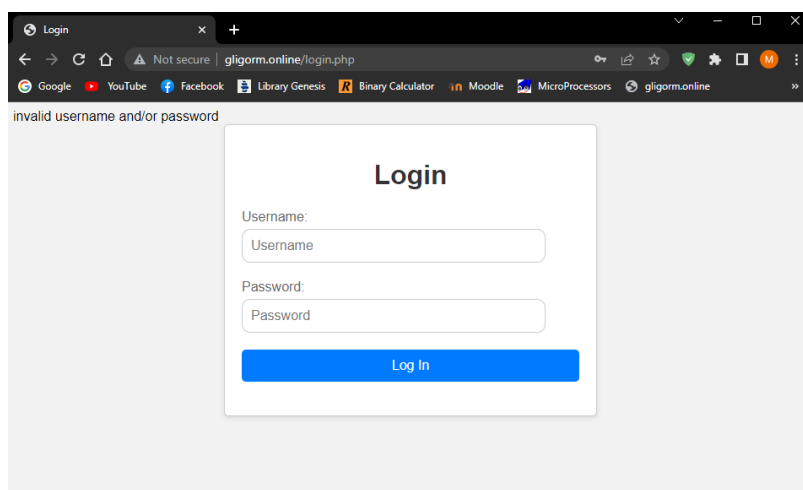 Login
Not secure gligorm.online/login.php
M
Google YouTube Facebook Library Genesis R Binary Calculator Moodle MicroProcessors gligorm.online »
invalid username and/or password
Login
Username:
Username
Password:
Password
Log In